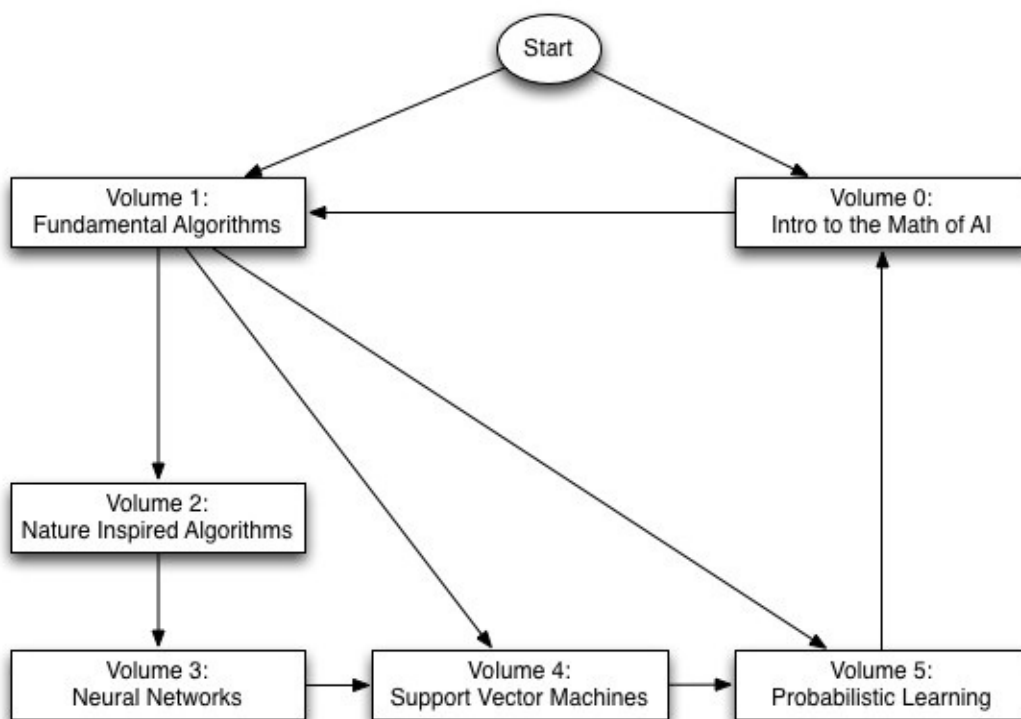 Start
Volume 1:
Fundamental Algorithms
Volume 0:
Intro to the Math of AI
Volume 2:
Nature Inspired Algorithms
Volume 3:
Neural Networks
Volume 4:
Support Vector Machines
Volume 5:
Probabilistic Learning